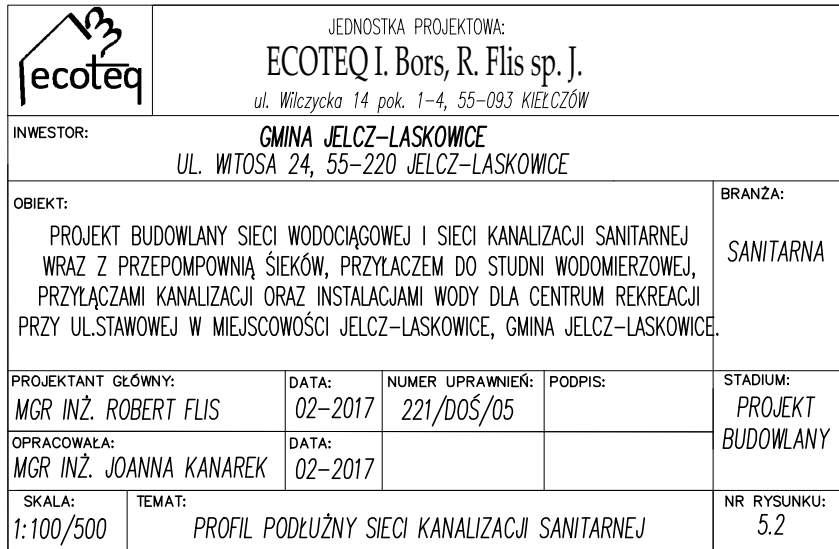 ecoteq
JEDNOSTKA PROJEKTOWA:
ECOTEQ I. Bors, R. Flis sp. J.
ul. Wilczycka 14 pok. 1-4, 55-093 KIEŁCZÓW
INWESTOR:
GMINA JELCZ-LASKOWICE
UL. WITOSA 24, 55-220 JELCZ-LASKOWICE
OBIEKT:
PROJEKT BUDOWLANY SIECI WODOCIĄGOWEJ I SIECI KANALIZACJI SANITARNEJ
WRAZ Z PRZEPOMPOWNIĄ ŚIEKÓW, PRZYŁACZEM DO STUDNI WODOMIERZOWEJ,
PRZYŁĄCZAMI KANALIZACJI ORAZ INSTALACJAMI WODY DLA CENTRUM REKREACJI
PRZY UL.STAWOWEJ W MIEJSCOWOŚCI JELCZ-LASKOWICE, GMINA JELCZ-LASKOWICE.
BRANŻA:
SANITARNA
PROJEKTANT GŁÓWNY:
MGR INŻ. ROBERT FLIS
DATA:
02-2017
NUMER UPRAWNIEŃ:
221/DOŚ/05
PODPIS:
STADIUM:
PROJEKT
BUDOWLANY
OPRACOWAŁA:
MGR INŻ. JOANNA KANAREK
DATA:
02-2017
SKALA:
1:100/500
TEMAT:
PROFIL PODŁUŻNY SIECI KANALIZACJI SANITARNEJ
NR RYSUNKU:
5.2